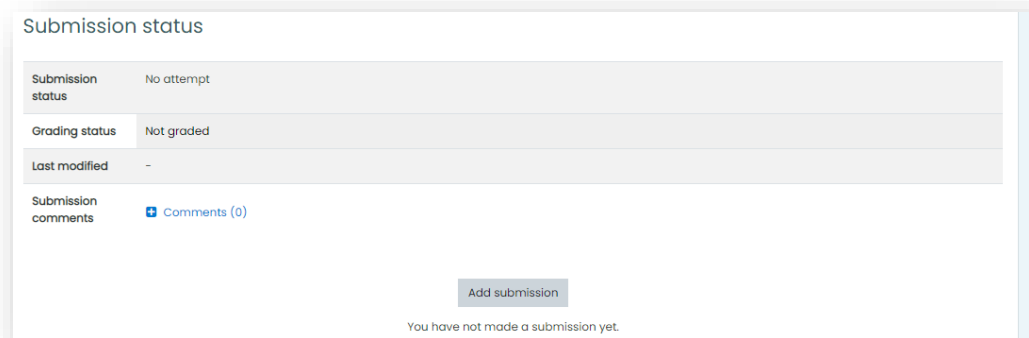 Submission status
Submission
status
No attempt
Grading status
Not graded
Last modified
-
Submission
comments
Comments (0)
Add submission
You have not made a submission yet.